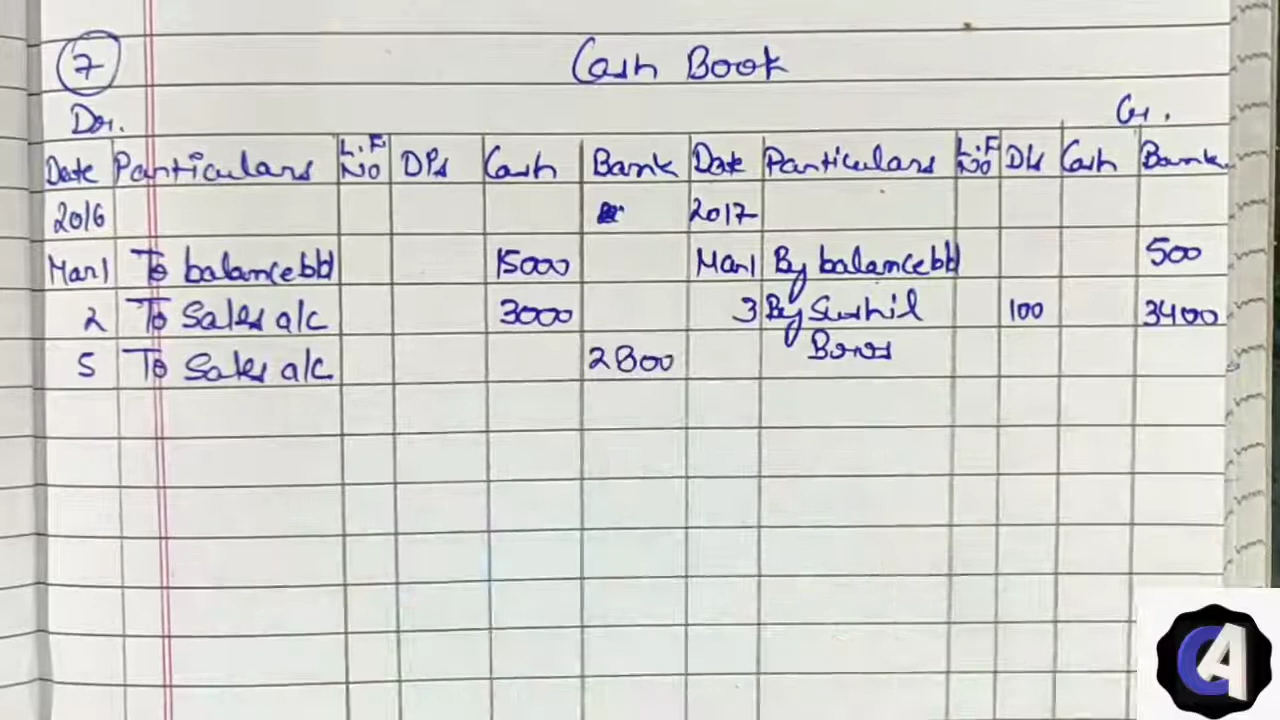 7 Cash Book
Dr. Cr.
Date Particulars L.F No DIs Cash Bank Date Particulars L.F No DIs Cash Bank
2016 2017
Mar1 To balance b/d 15000 Mar1 By balance b/d 500
2 To Sales a/c 3000 3 By Sushil 100 3400
Bros
5 To Sales a/c 2800
CA